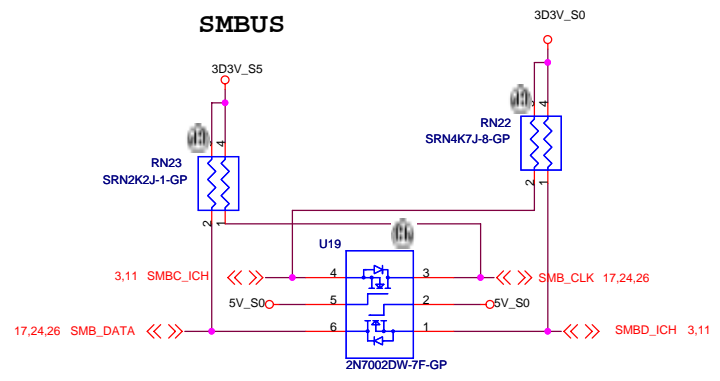 SMBUS
3D3V_S0
3D3V_S5
RN22
SRN4K7J-8-GP
4
RN23
SRN2K2J-1-GP
4
2
1
2
1
U19
3,11 SMBC_ICH
4
3
SMB_CLK 17,24,26
5V_S0
5
2
5V_S0
17,24,26 SMB_DATA
6
1
SMBD_ICH 3,11
2N7002DW-7F-GP